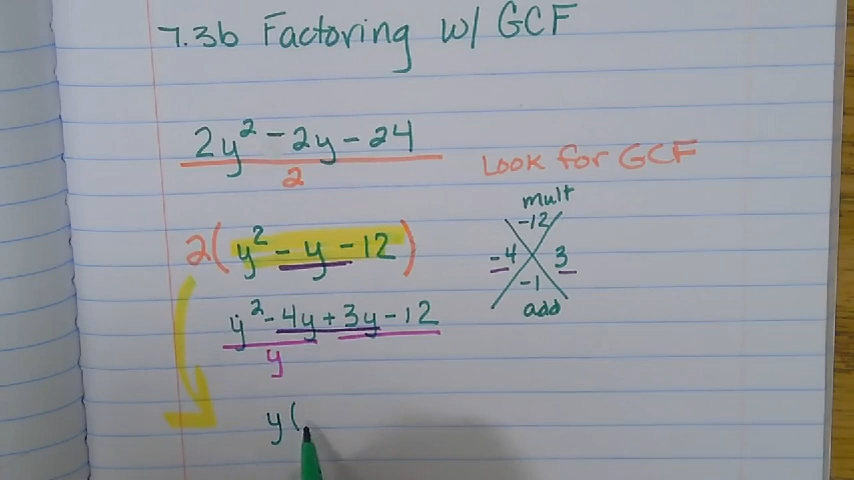 7.3b Factoring w/ GCF
2y² - 2y - 24
2
Look for GCF
mult
-12
-4 3
-1
add
2(y² - y - 12)
y² - 4y + 3y - 12
y
y(